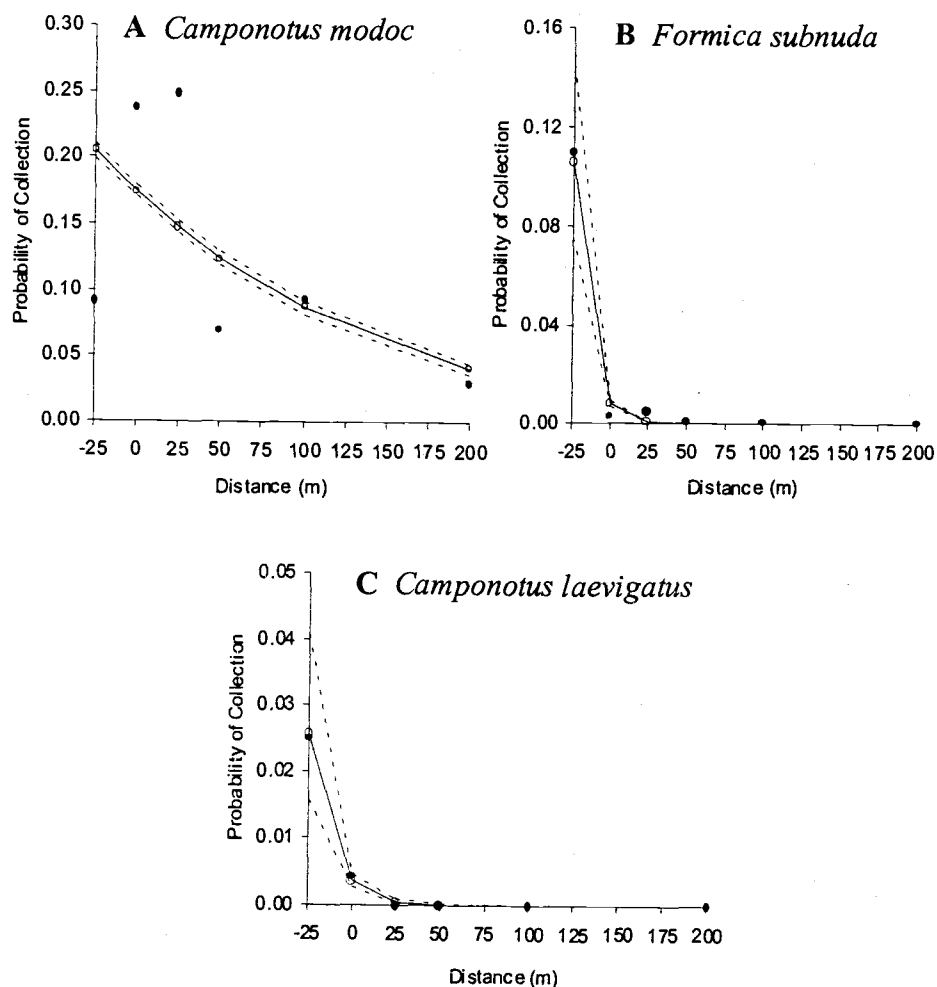 A Camponotus modoc
Probability of Collection
0.30
0.25
0.20
0.15
0.10
0.05
0.00
-25 0 25 50 75 100 125 150 175 200
Distance (m)
B Formica subnuda
Probability of Collection
0.16
0.12
0.08
0.04
0.00
-25 0 25 50 75 100 125 150 175 200
Distance (m)
C Camponotus laevigatus
Probability of Collection
0.05
0.04
0.03
0.02
0.01
0.00
-25 0 25 50 75 100 125 150 175 200
Distance (m)